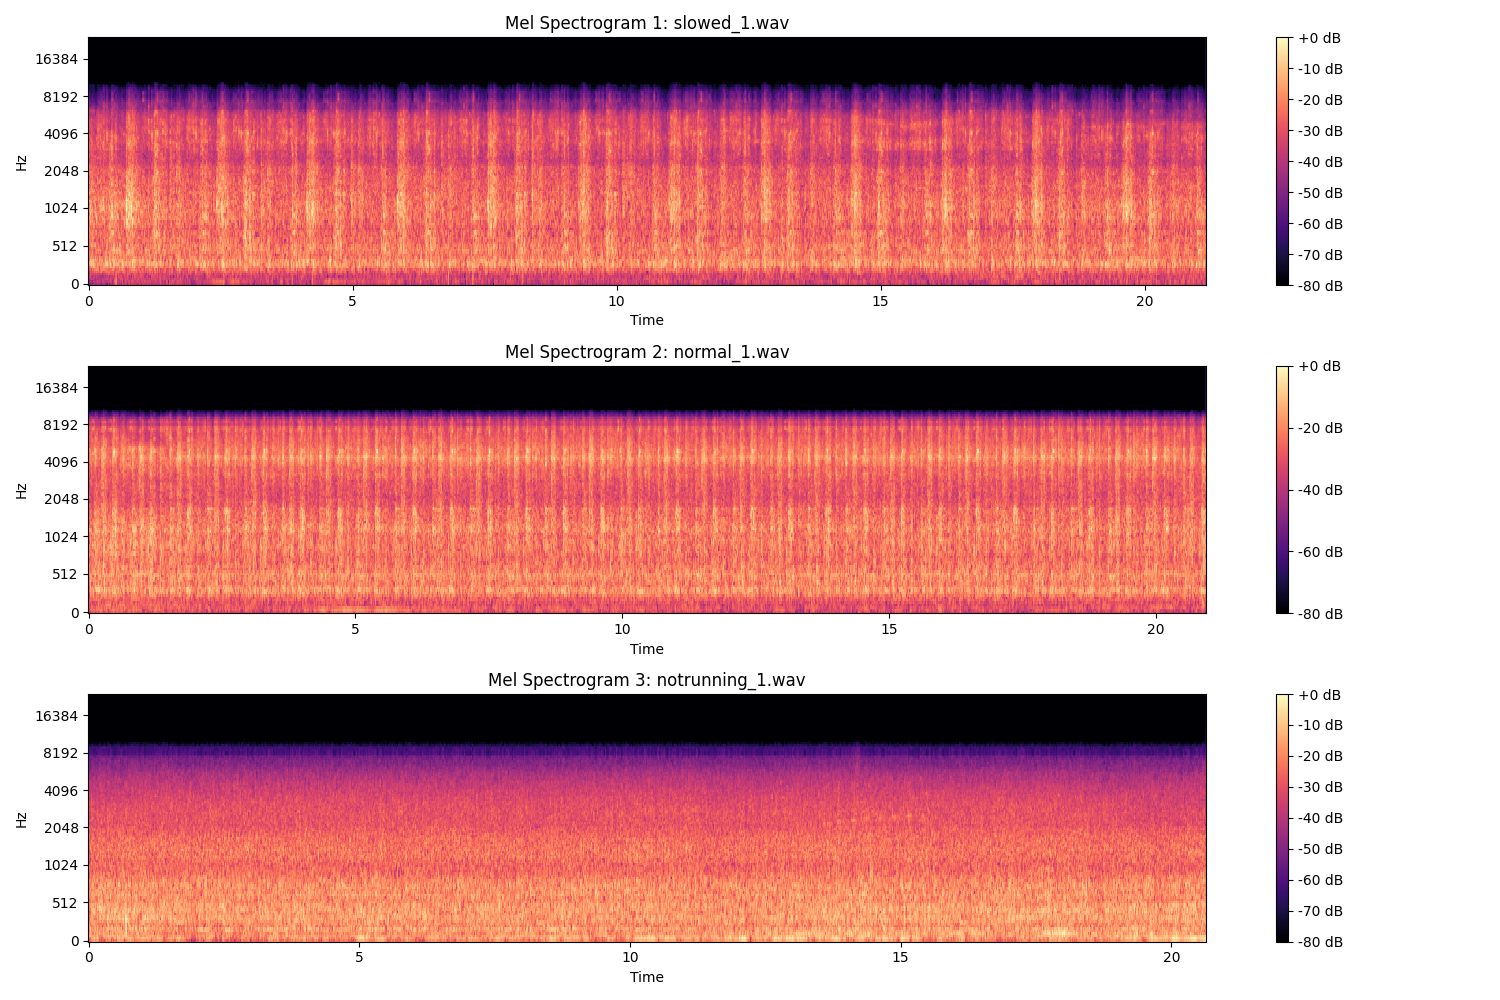 Mel Spectrogram 1: slowed_1.wav
16384
8192
4096
2048
1024
512
0
Hz
0 5 10 15 20
Time
+0 dB
-10 dB
-20 dB
-30 dB
-40 dB
-50 dB
-60 dB
-70 dB
-80 dB
Mel Spectrogram 2: normal_1.wav
16384
8192
4096
2048
1024
512
0
Hz
0 5 10 15 20
Time
+0 dB
-20 dB
-40 dB
-60 dB
-80 dB
Mel Spectrogram 3: notrunning_1.wav
16384
8192
4096
2048
1024
512
0
Hz
0 5 10 15 20
Time
+0 dB
-10 dB
-20 dB
-30 dB
-40 dB
-50 dB
-60 dB
-70 dB
-80 dB